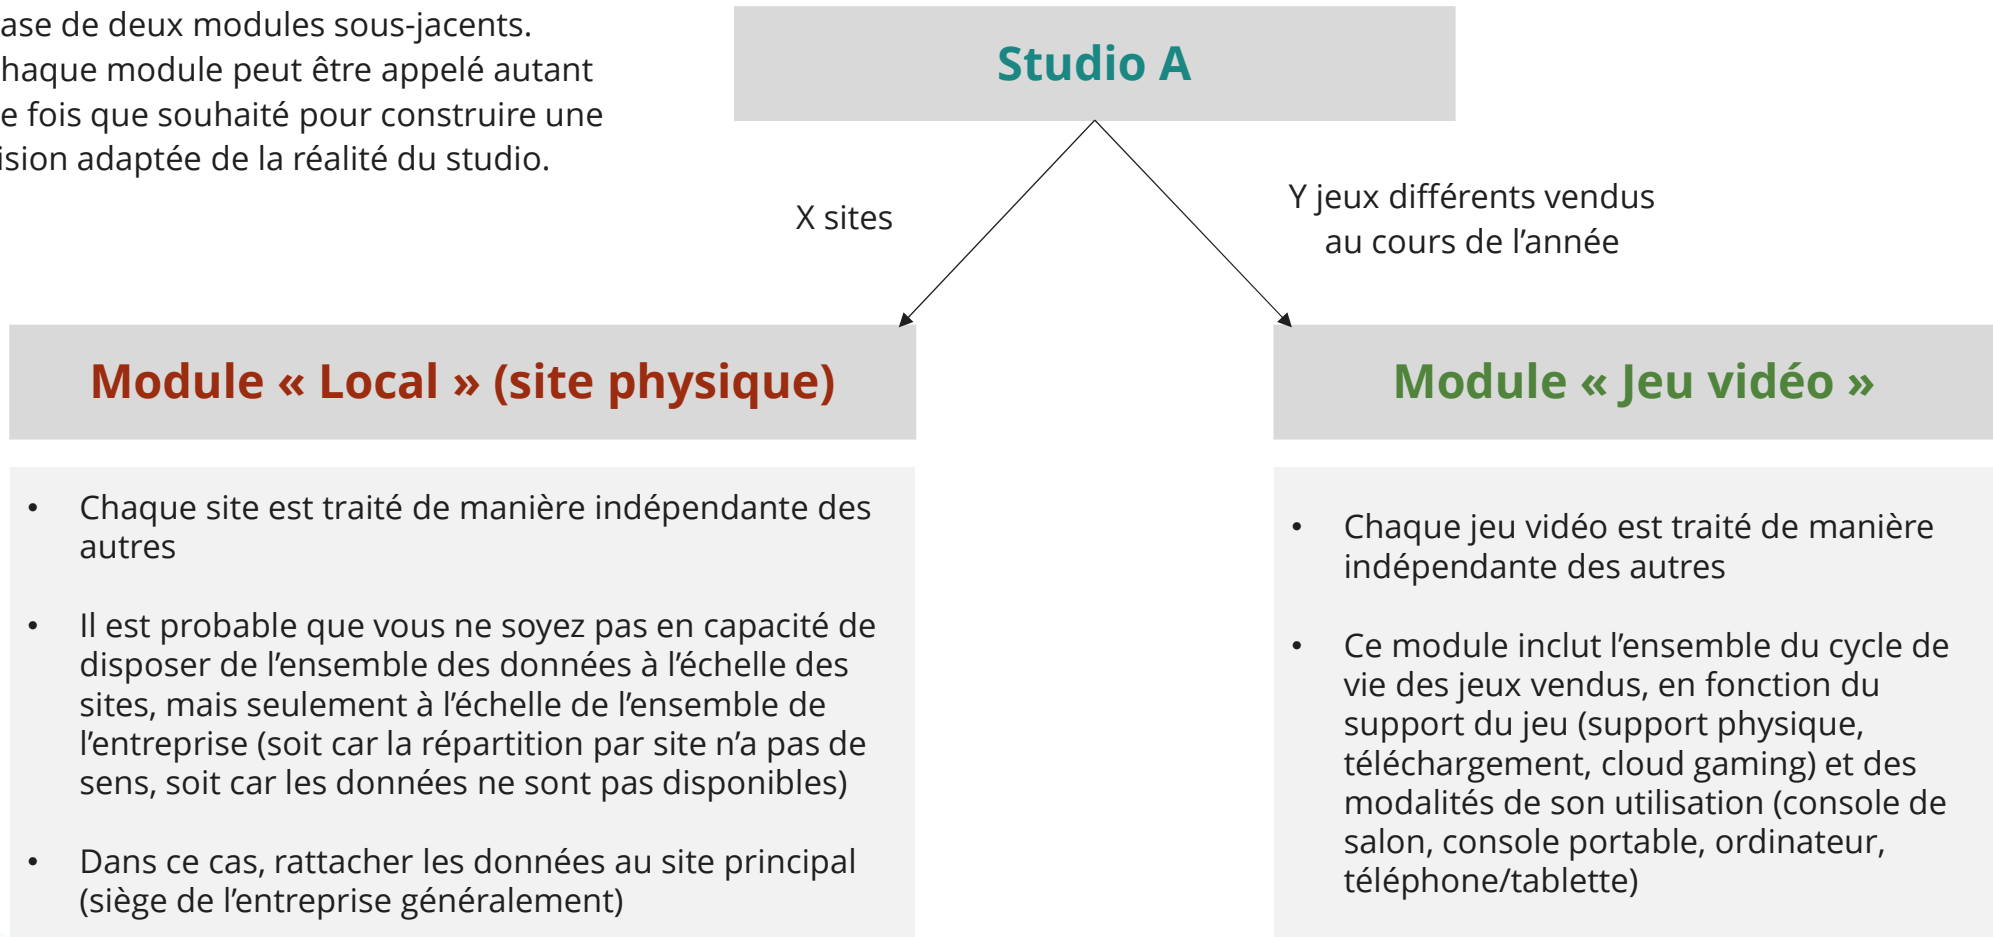 ase de deux modules sous-jacents.
haque module peut être appelé autant
e fois que souhaité pour construire une
ision adaptée de la réalité du studio.
Studio A
X sites
Y jeux différents vendus
au cours de l’année
Module « Local » (site physique)
• Chaque site est traité de manière indépendante des
autres
• Il est probable que vous ne soyez pas en capacité de
disposer de l’ensemble des données à l’échelle des
sites, mais seulement à l’échelle de l’ensemble de
l’entreprise (soit car la répartition par site n’a pas de
sens, soit car les données ne sont pas disponibles)
• Dans ce cas, rattacher les données au site principal
(siège de l’entreprise généralement)
Module « Jeu vidéo »
• Chaque jeu vidéo est traité de manière
indépendante des autres
• Ce module inclut l’ensemble du cycle de
vie des jeux vendus, en fonction du
support du jeu (support physique,
téléchargement, cloud gaming) et des
modalités de son utilisation (console de
salon, console portable, ordinateur,
téléphone/tablette)